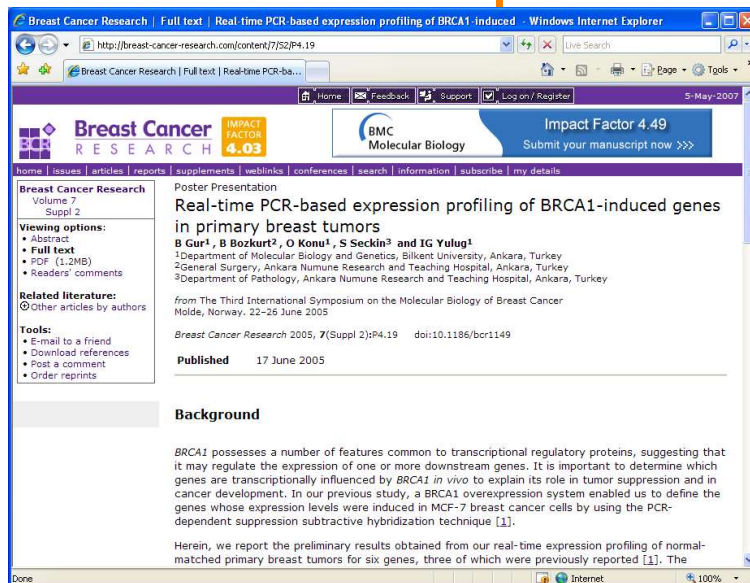 Breast Cancer Research | Full text | Real-time PCR-based expression profiling of BRCA1-induced - Windows Internet Explorer
http://breast-cancer-research.com/content/7/S2/P4.19
Live Search
Breast Cancer Research | Full text | Real-time PCR-ba...
Page Tools
Home Feedback Support Log on / Register 5-May-2007
BCR
Breast Cancer
RESEARCH
IMPACT
FACTOR
4.03
BMC
Molecular Biology
Impact Factor 4.49
Submit your manuscript now >>>
home | issues | articles | reports | supplements | weblinks | conferences | search | information | subscribe | my details
Breast Cancer Research
Volume 7
Suppl 2
Viewing options:
• Abstract
• Full text
• PDF (1.2MB)
• Readers' comments
Related literature:
Other articles by authors
Tools:
• E-mail to a friend
• Download references
• Post a comment
• Order reprints
Poster Presentation
Real-time PCR-based expression profiling of BRCA1-induced genes
in primary breast tumors
B Gur1, B Bozkurt2, O Konu1, S Seckin3 and IG Yulug1
1Department of Molecular Biology and Genetics, Bilkent University, Ankara, Turkey
2General Surgery, Ankara Numune Research and Teaching Hospital, Ankara, Turkey
3Department of Pathology, Ankara Numune Research and Teaching Hospital, Ankara, Turkey
from The Third International Symposium on the Molecular Biology of Breast Cancer
Molde, Norway. 22–26 June 2005
Breast Cancer Research 2005, 7(Suppl 2):P4.19 doi:10.1186/bcr1149
Published 17 June 2005
Background
BRCA1 possesses a number of features common to transcriptional regulatory proteins, suggesting that
it may regulate the expression of one or more downstream genes. It is important to determine which
genes are transcriptionally influenced by BRCA1 in vivo to explain its role in tumor suppression and in
cancer development. In our previous study, a BRCA1 overexpression system enabled us to define the
genes whose expression levels were induced in MCF-7 breast cancer cells by using the PCR-
dependent suppression subtractive hybridization technique [1].
Herein, we report the preliminary results obtained from our real-time expression profiling of normal-
matched primary breast tumors for six genes, three of which were previously reported [1]. The
Done
Internet
100%